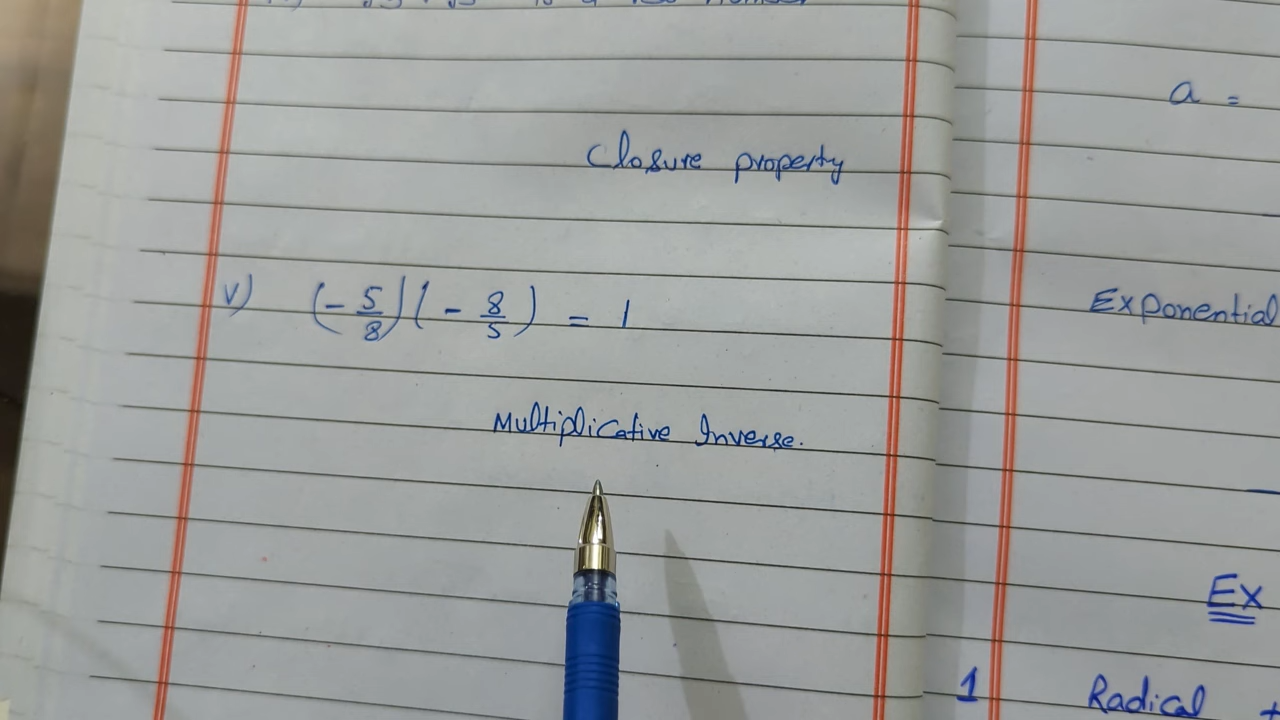 Closure property
v) (-5/8)(-8/5) = 1
Multiplicative Inverse.
a =
Exponential
Ex
1 Radical